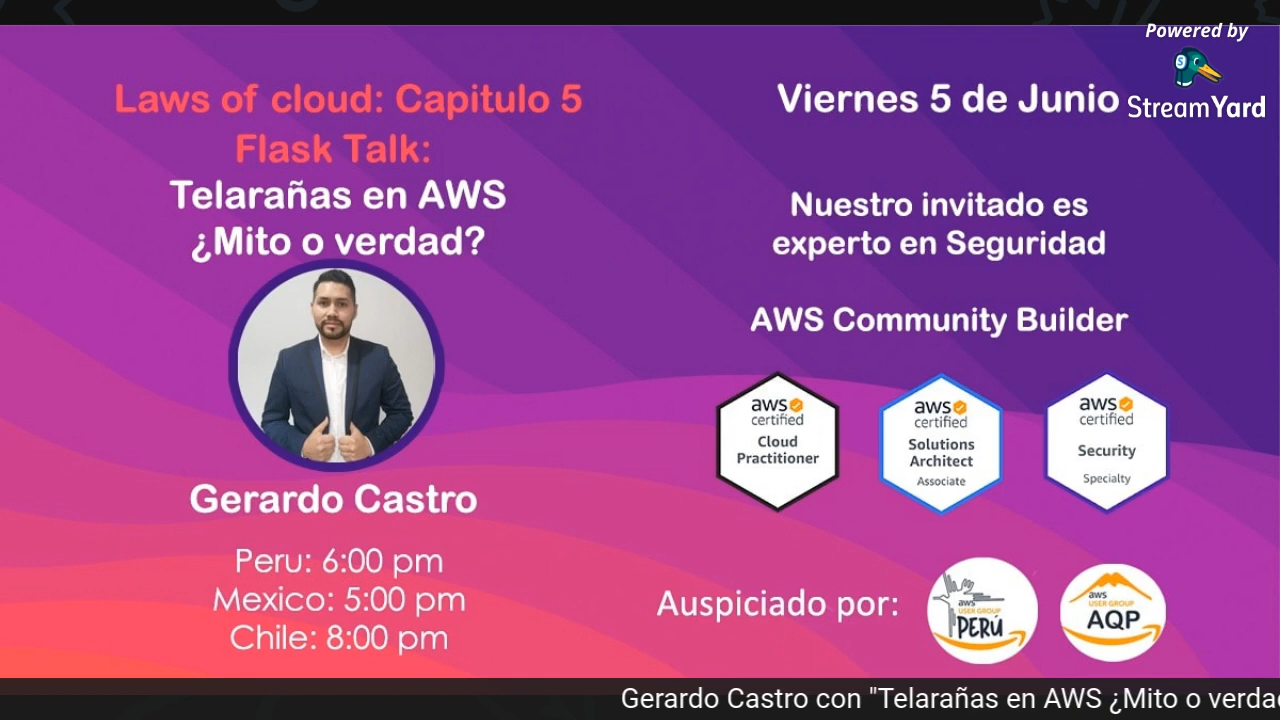 Powered by
StreamYard
Laws of cloud: Capitulo 5
Flask Talk:
Telarañas en AWS
¿Mito o verdad?
Gerardo Castro
Peru: 6:00 pm
Mexico: 5:00 pm
Chile: 8:00 pm
Viernes 5 de Junio
Nuestro invitado es
experto en Seguridad
AWS Community Builder
aws
certified
Cloud
Practitioner
aws
certified
Solutions
Architect
Associate
aws
certified
Security
Specialty
Auspiciado por:
aws
USER GROUP
PERÚ
aws
USER GROUP
AQP
Gerardo Castro con "Telarañas en AWS ¿Mito o verda